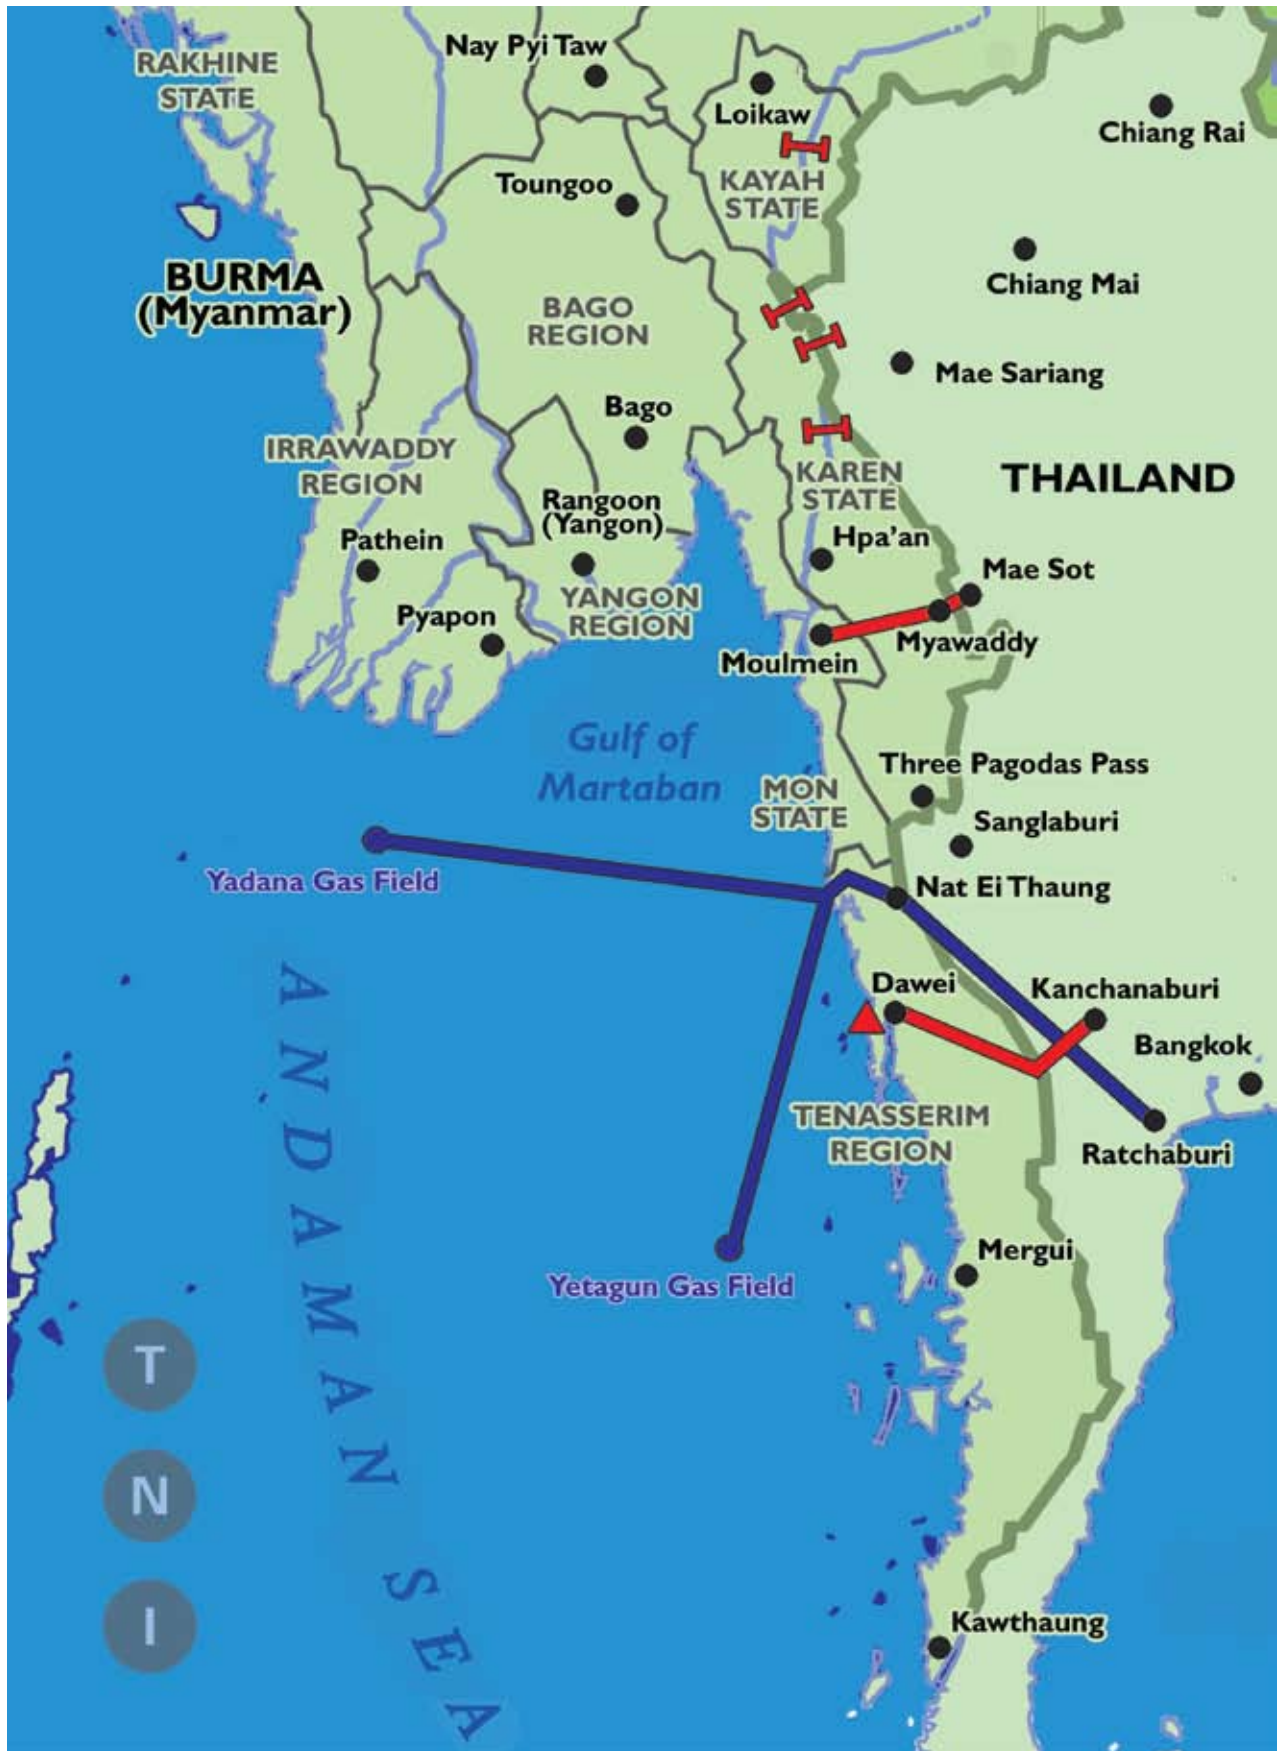 RAKHINE
STATE
Nay Pyi Taw
Loikaw
Chiang Rai
KAYAH
STATE
Toungoo
BURMA
(Myanmar)
Chiang Mai
BAGO
REGION
Mae Sariang
Bago
IRRAWADDY
REGION
KAREN
STATE
THAILAND
Rangoon
(Yangon)
Hpa'an
Pathein
Mae Sot
YANGON
REGION
Pyapon
Myawaddy
Moulmein
Gulf of
Martaban
Three Pagodas Pass
MON
STATE
Sanglaburi
Yadana Gas Field
Nat Ei Thaung
Dawei
Kanchanaburi
Bangkok
TENASSERIM
REGION
Ratchaburi
Mergui
Yetagun Gas Field
ANDAMAN SEA
T
N
I
Kawthaung